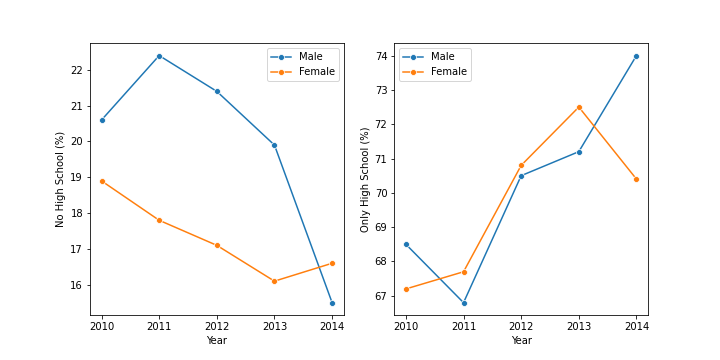 Male
Female
22
21
20
19
18
17
16
No High School (%)
2010 2011 2012 2013 2014
Year
Male
Female
74
73
72
71
70
69
68
67
Only High School (%)
2010 2011 2012 2013 2014
Year